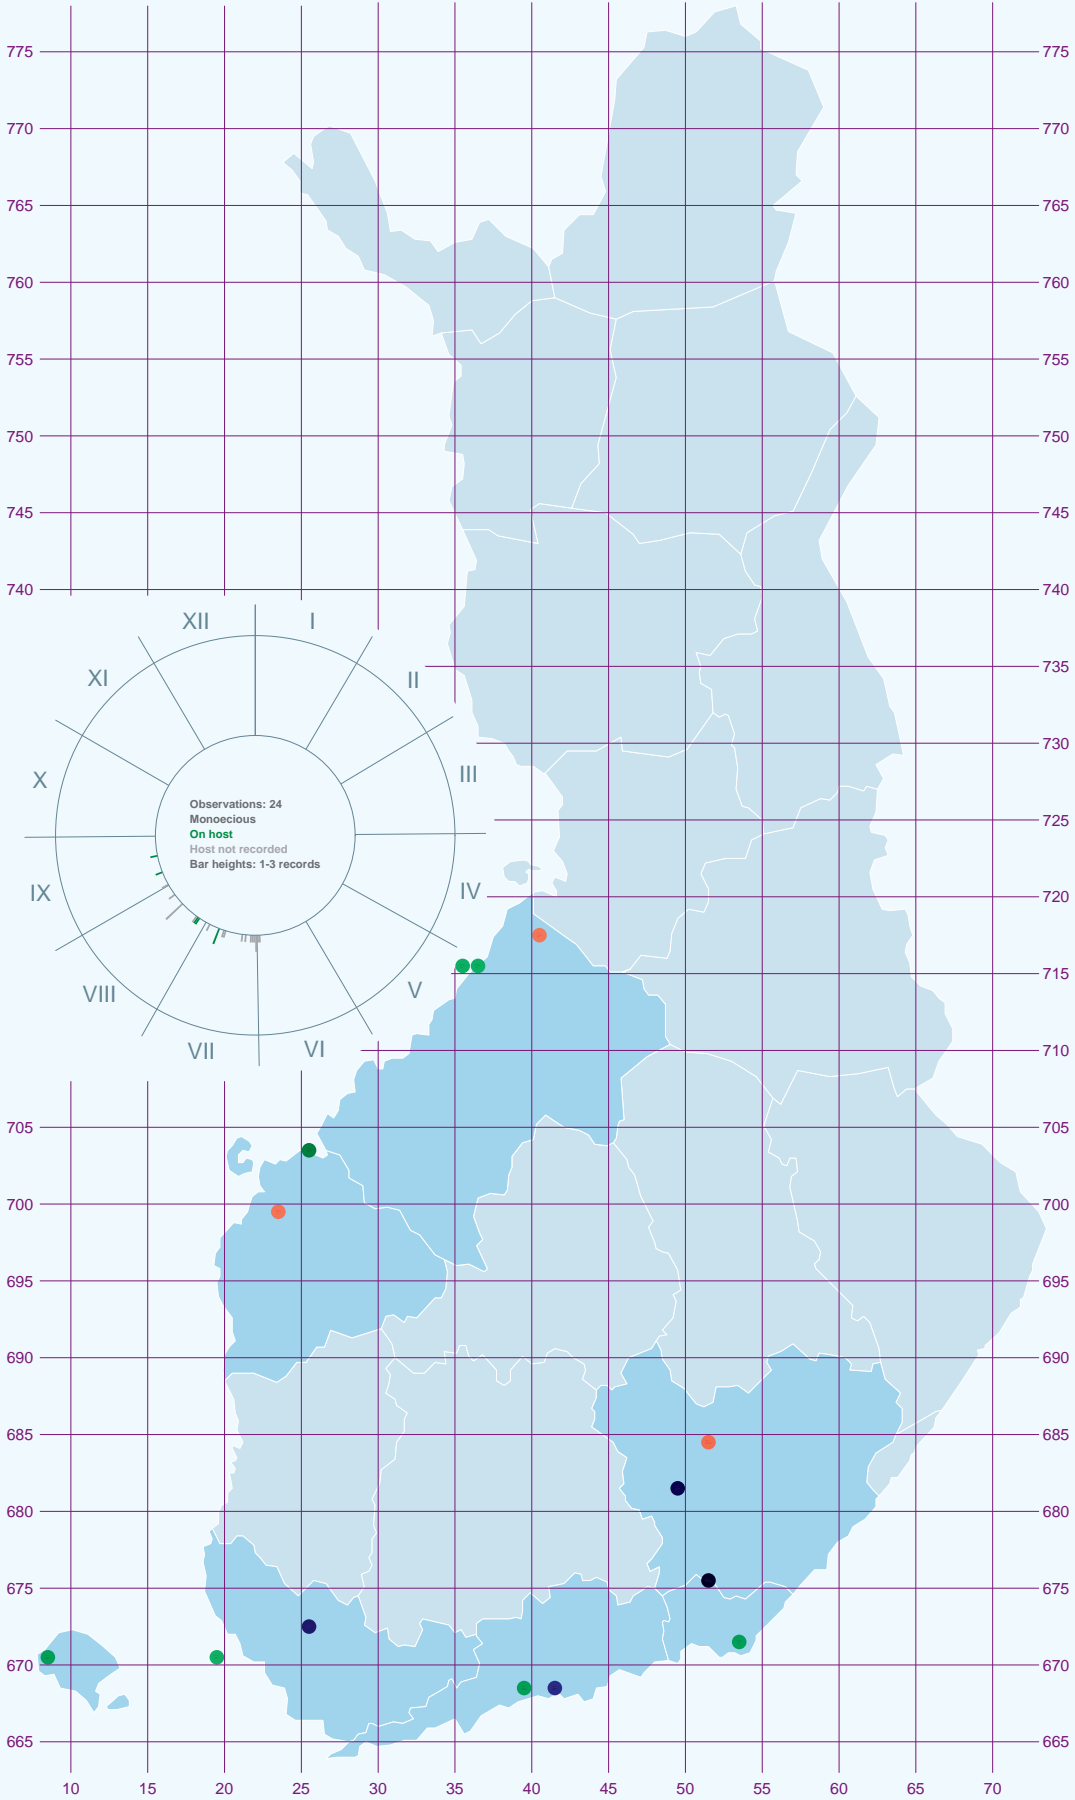 775 775
770 770
765 765
760 760
755 755
750 750
745 745
740 740
XII I
XI II
735
730
X III
725
Observations: 24
Monoecious
On host
Host not recorded
Bar heights: 1-3 records
IX IV
720
VIII V
715
VII VI
710
705 705
700 700
695 695
690 690
685 685
680 680
675 675
670 670
665 665
10 15 20 25 30 35 40 45 50 55 60 65 70